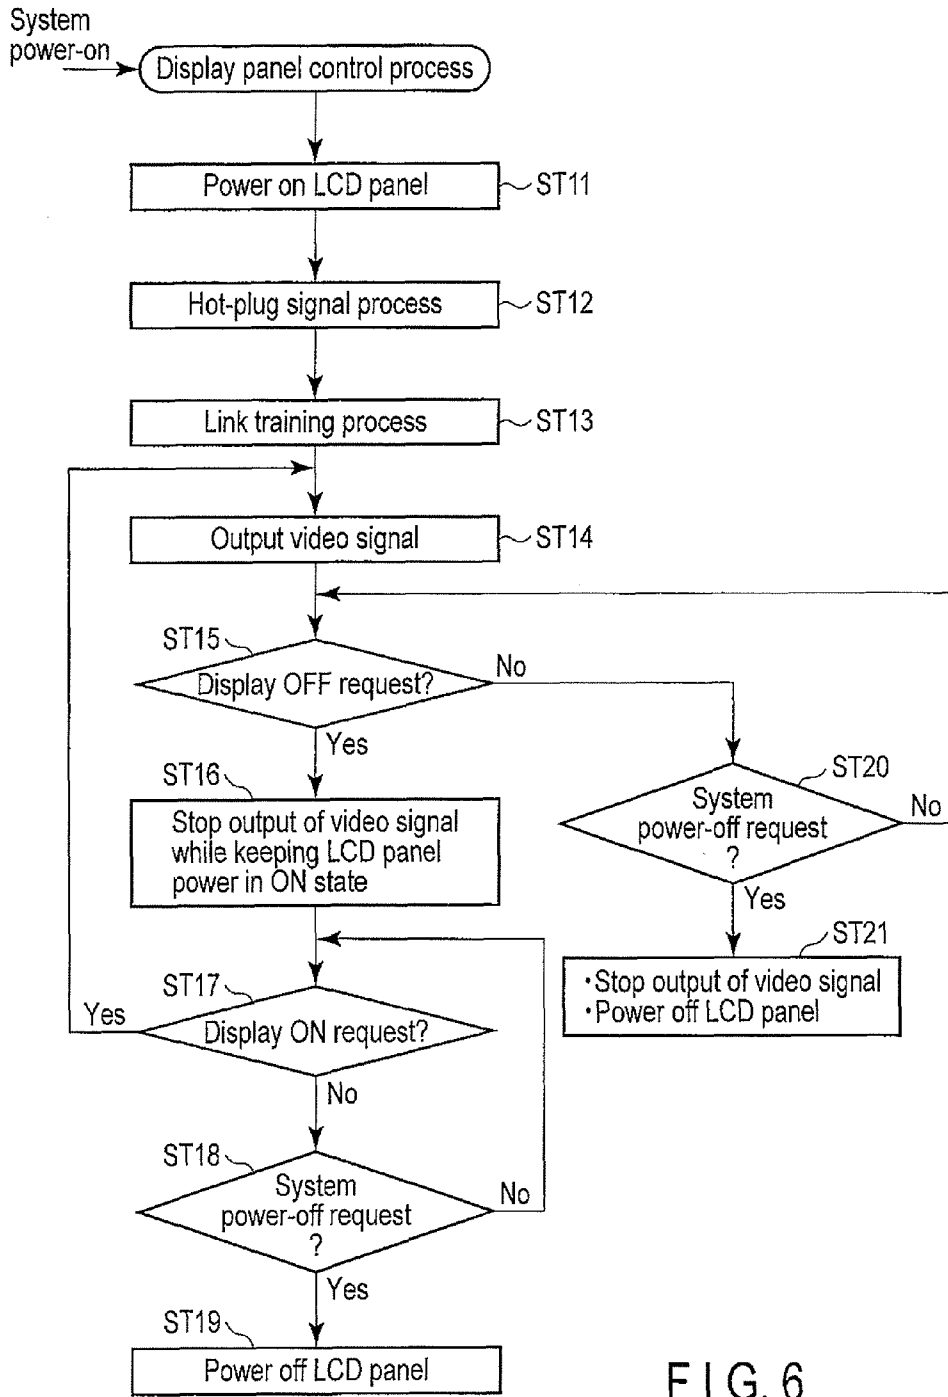 System
power-on
Display panel control process
Power on LCD panel
ST11
Hot-plug signal process
ST12
Link training process
ST13
Output video signal
ST14
ST15
Display OFF request?
No
Yes
ST20
System
power-off request
?
No
Yes
ST16
Stop output of video signal
while keeping LCD panel
power in ON state
ST21
・Stop output of video signal
・Power off LCD panel
ST17
Display ON request?
Yes
No
ST18
System
power-off request
?
No
Yes
ST19
Power off LCD panel
FIG. 6